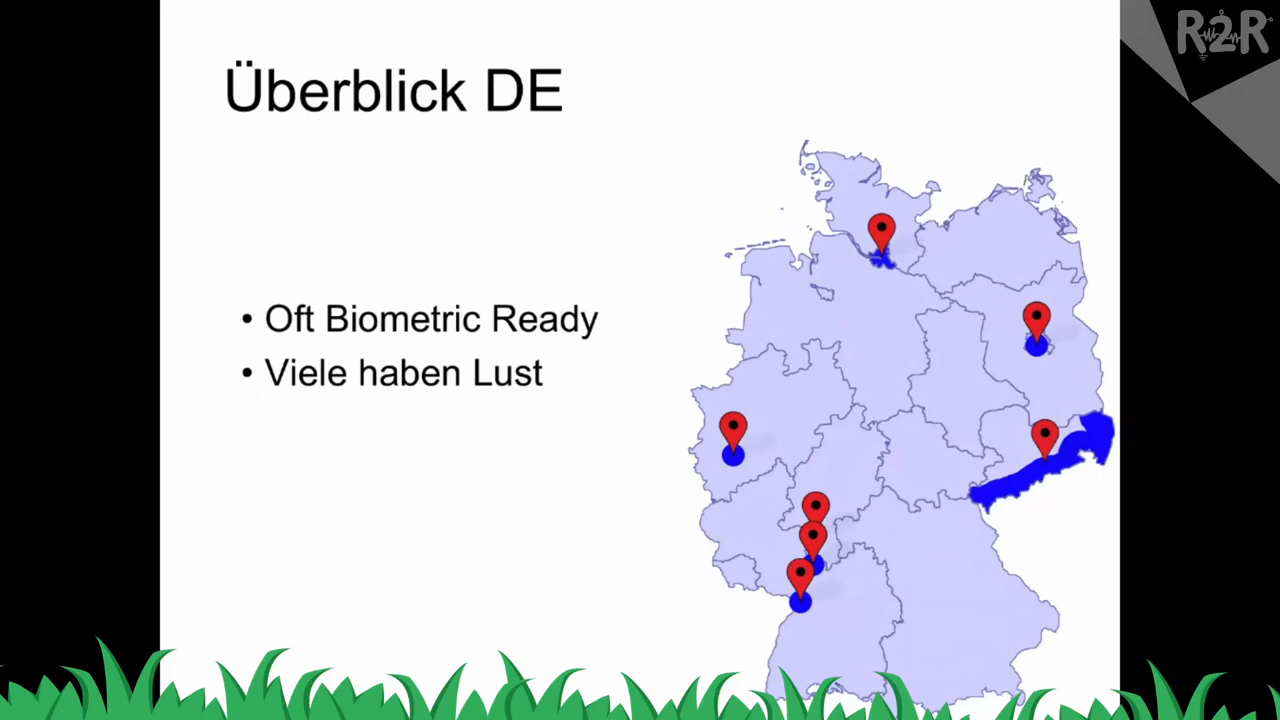 R2R
Überblick DE
• Oft Biometric Ready
• Viele haben Lust